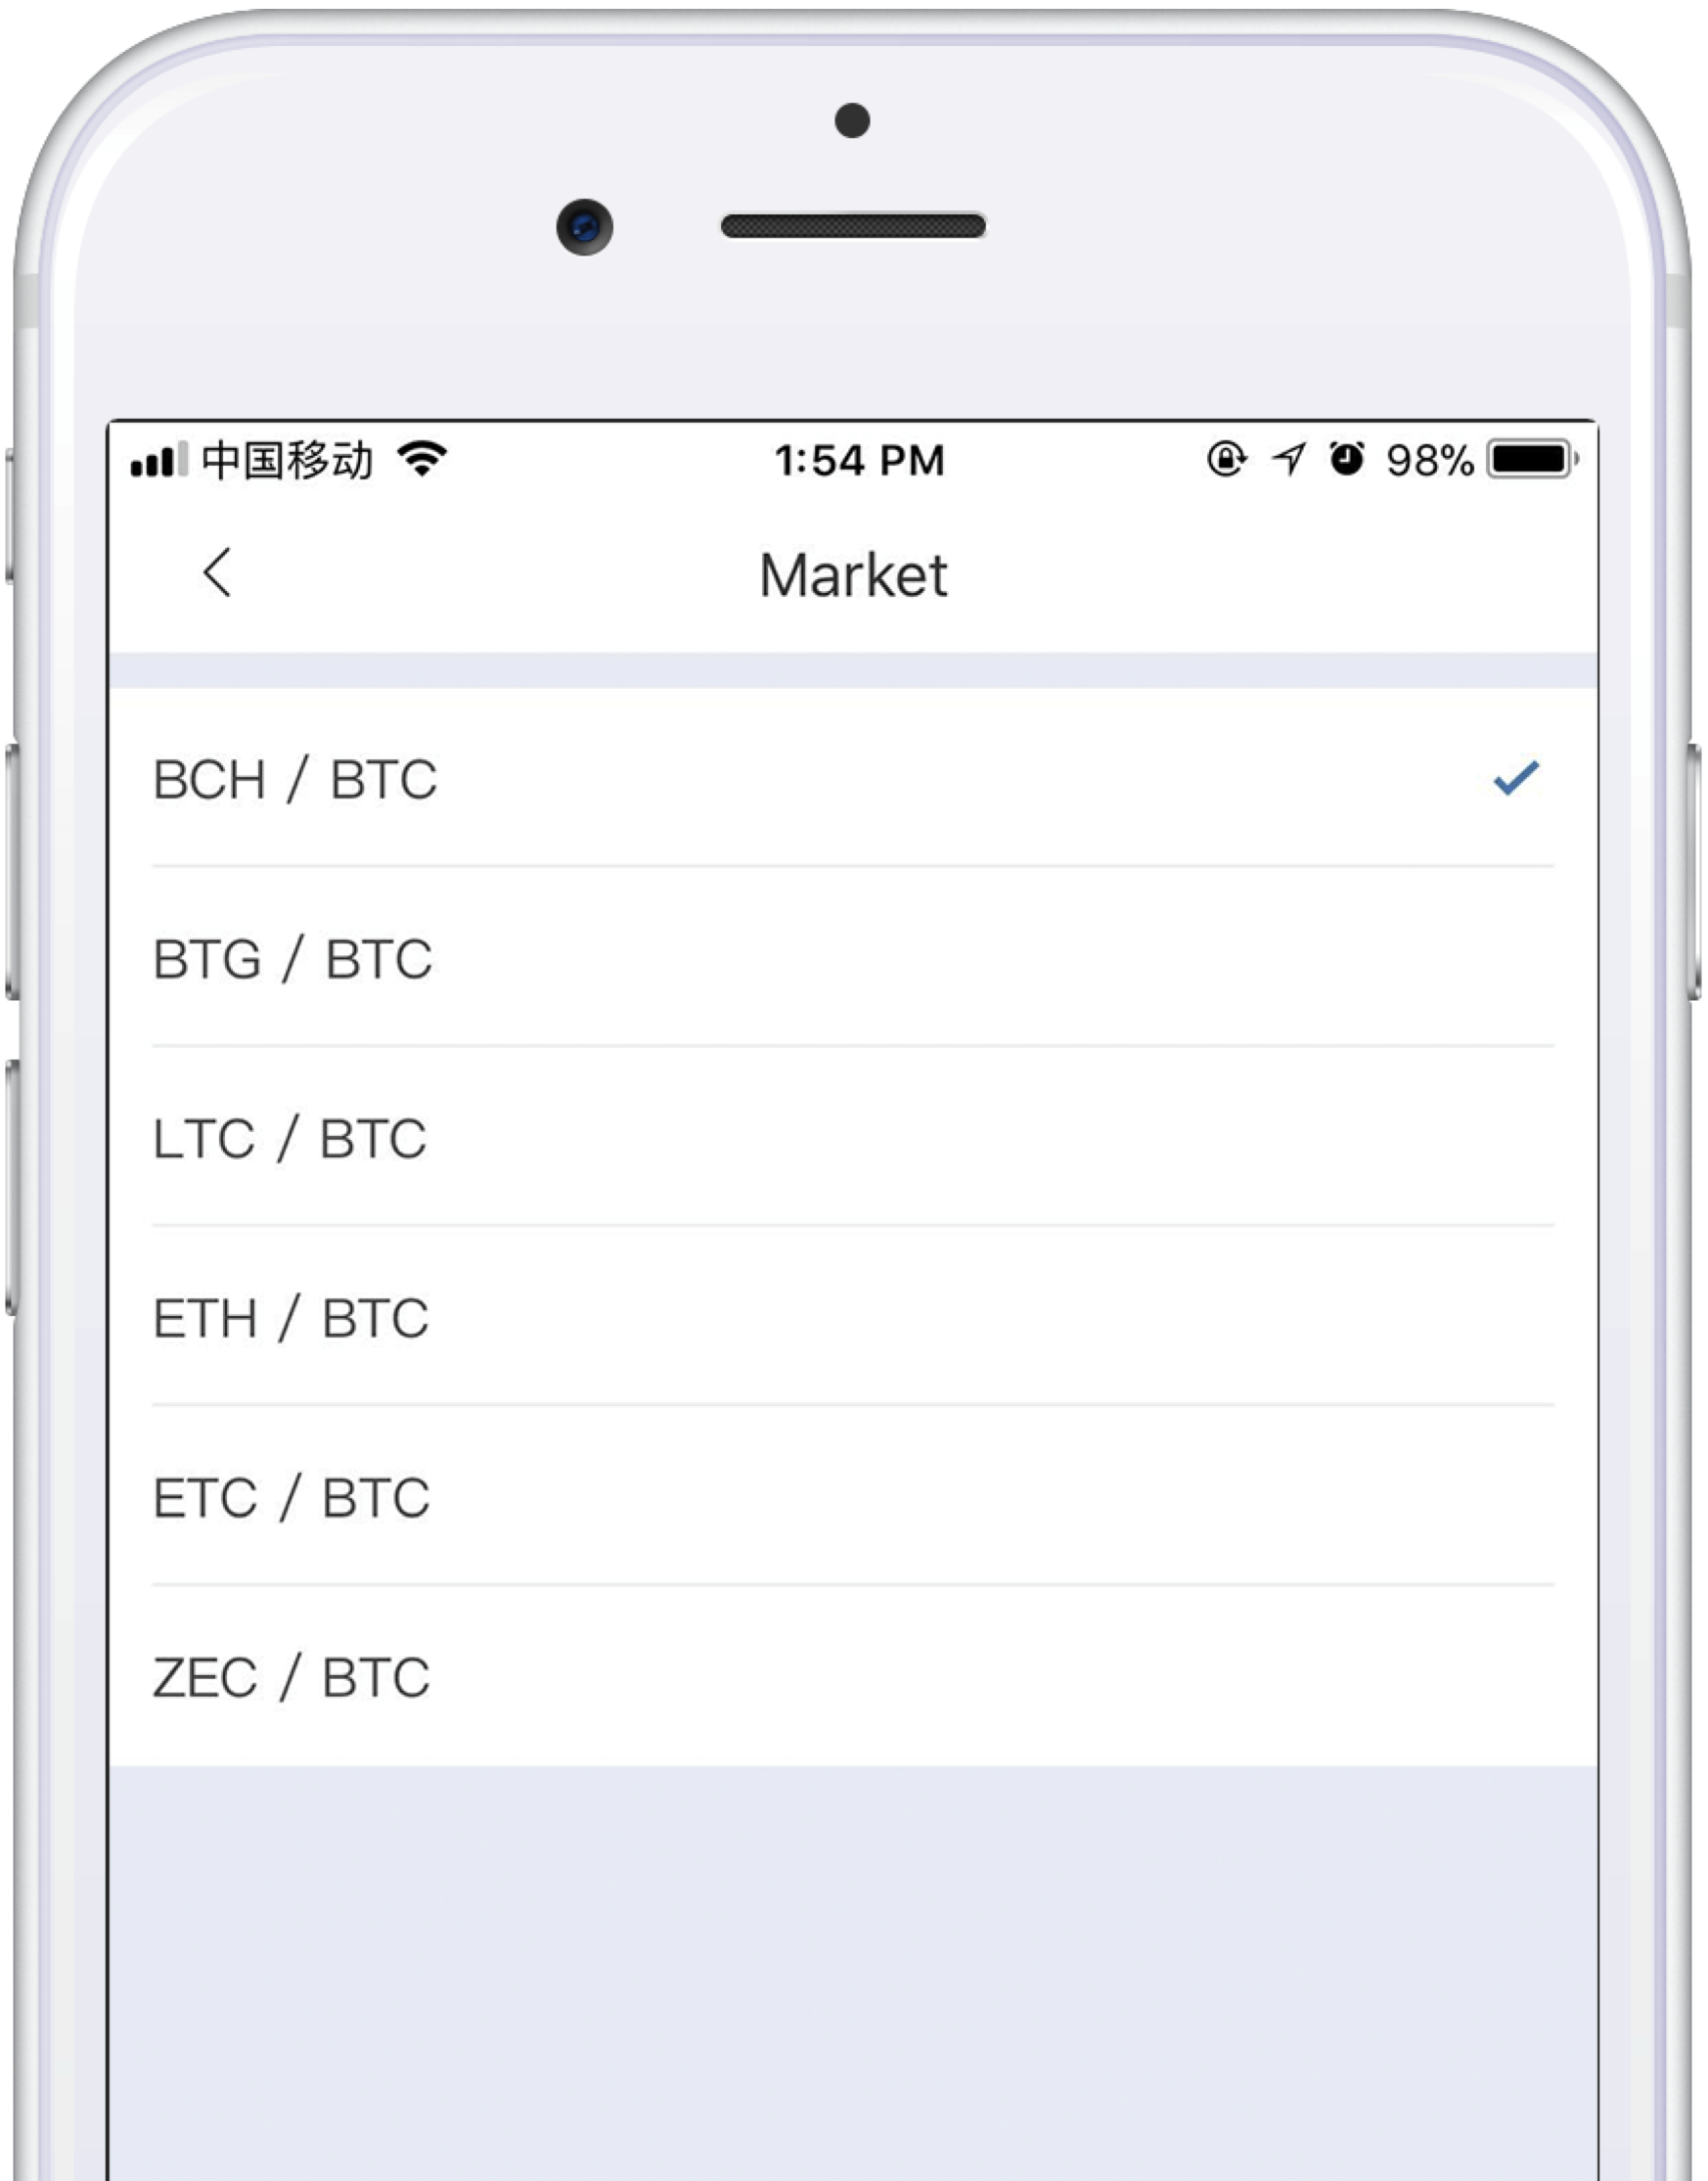 中国移动 1:54 PM 98%
Market
BCH / BTC
BTG / BTC
LTC / BTC
ETH / BTC
ETC / BTC
ZEC / BTC